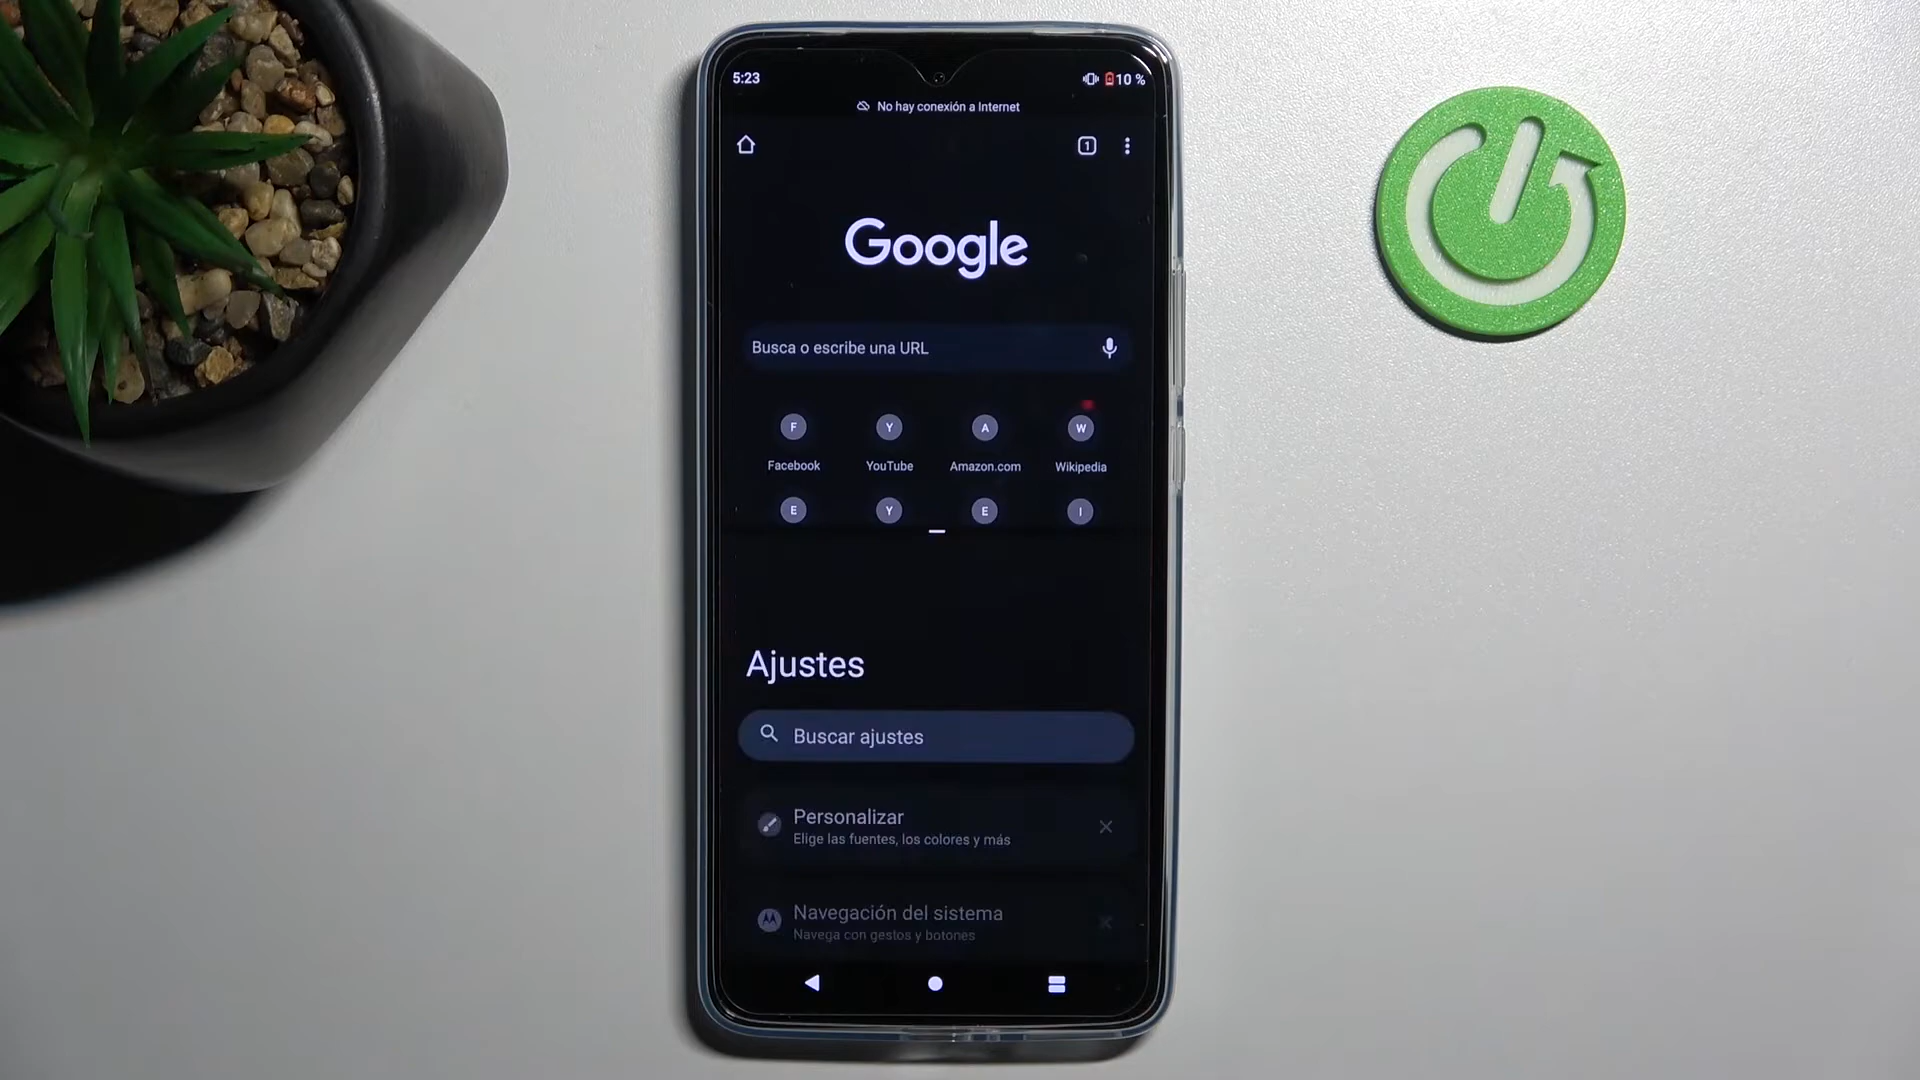 5:23
10 %
No hay conexión a Internet
1
Google
Busca o escribe una URL
F Y A W
Facebook YouTube Amazon.com Wikipedia
E Y E I
Ajustes
Buscar ajustes
Personalizar
Elige las fuentes, los colores y más
Navegación del sistema
Navega con gestos y botones